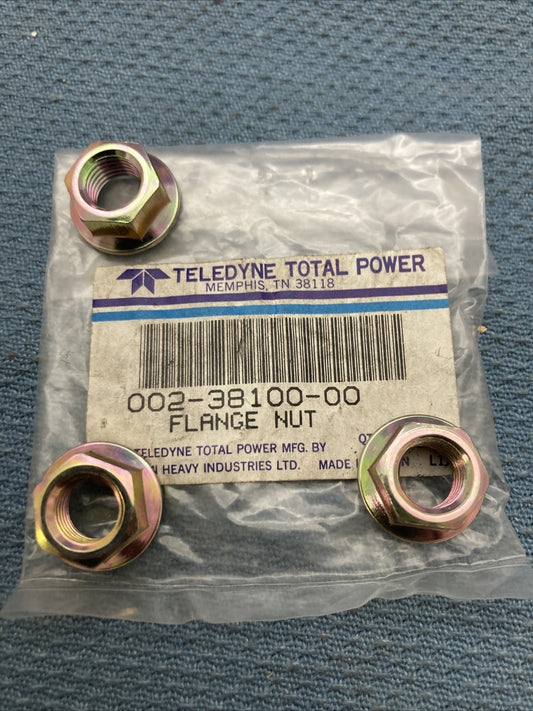 TELEDYNE TOTAL POWER
MEMPHIS, TN 38118
002-38100-00
FLANGE NUT
TELEDYNE TOTAL POWER MFG. BY
HEAVY INDUSTRIES LTD. MADE